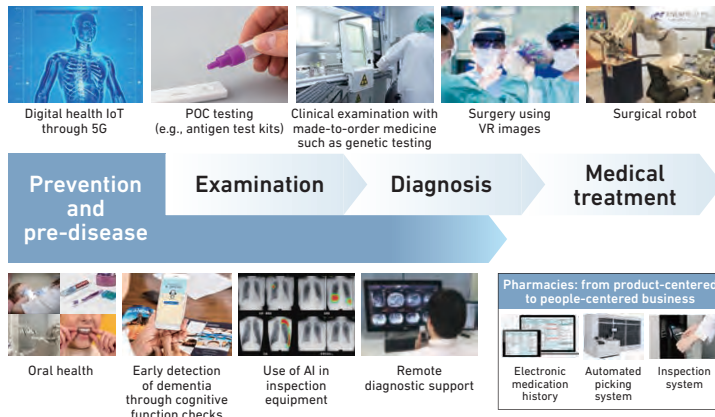 Digital health IoT
through 5G
POC testing
(e.g., antigen test kits)
Clinical examination with
made-to-order medicine
such as genetic testing
Surgery using
VR images
Surgical robot
Prevention
and
pre-disease
Examination
Diagnosis
Medical
treatment
Oral health
Early detection
of dementia
through cognitive
function checks
Use of AI in
inspection
equipment
Remote
diagnostic support
Pharmacies: from product-centered
to people-centered business
Electronic
medication
history
Automated
picking
system
Inspection
system